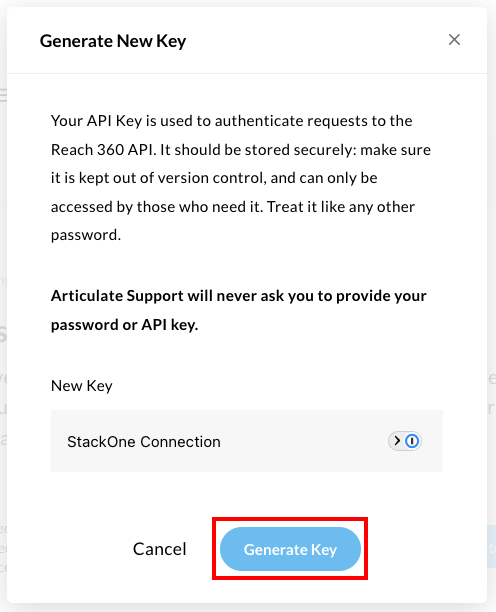 Generate New Key
Your API Key is used to authenticate requests to the
Reach 360 API. It should be stored securely: make sure
it is kept out of version control, and can only be
accessed by those who need it. Treat it like any other
password.
Articulate Support will never ask you to provide your
password or API key.
New Key
StackOne Connection
Cancel
Generate Key